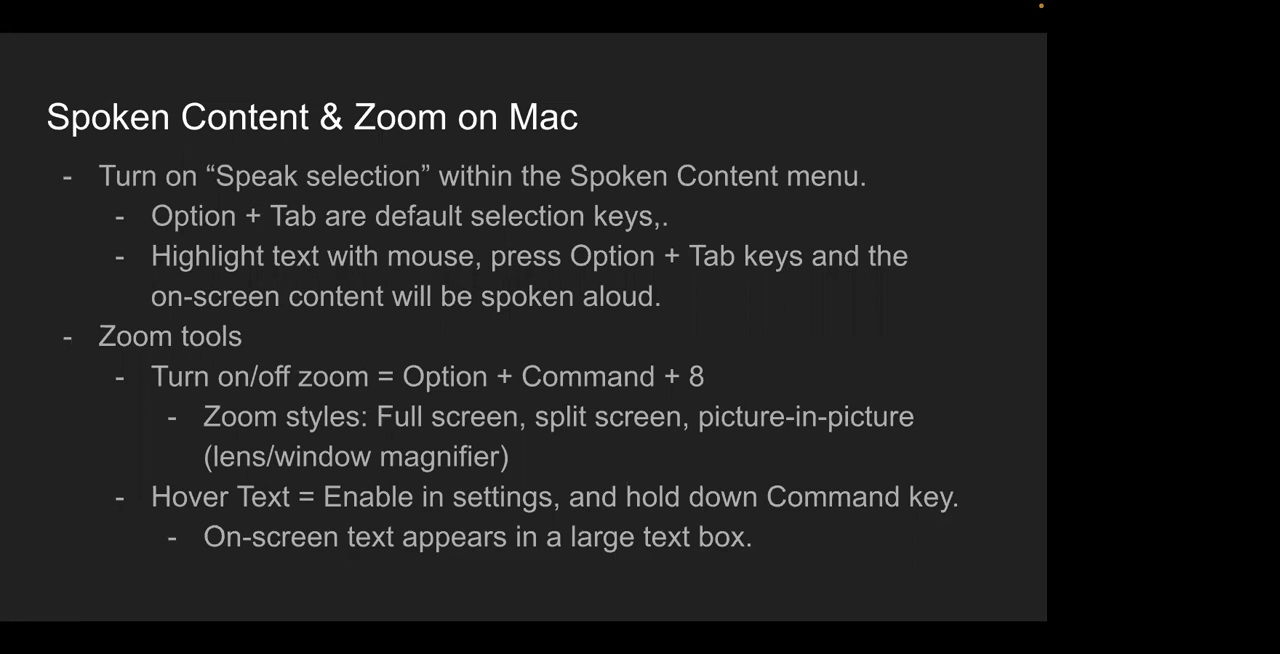 Spoken Content & Zoom on Mac
- Turn on “Speak selection” within the Spoken Content menu.
- Option + Tab are default selection keys,.
- Highlight text with mouse, press Option + Tab keys and the
on-screen content will be spoken aloud.
- Zoom tools
- Turn on/off zoom = Option + Command + 8
- Zoom styles: Full screen, split screen, picture-in-picture
(lens/window magnifier)
- Hover Text = Enable in settings, and hold down Command key.
- On-screen text appears in a large text box.